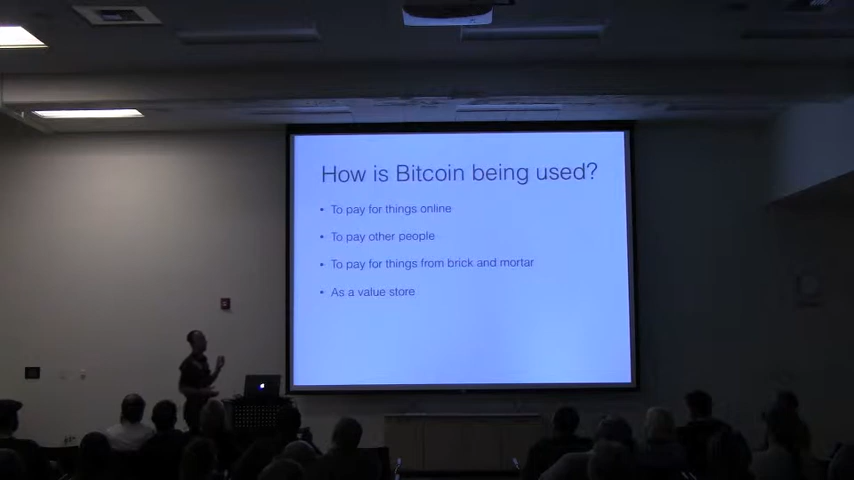 How is Bitcoin being used?
• To pay for things online
• To pay other people
• To pay for things from brick and mortar
• As a value store